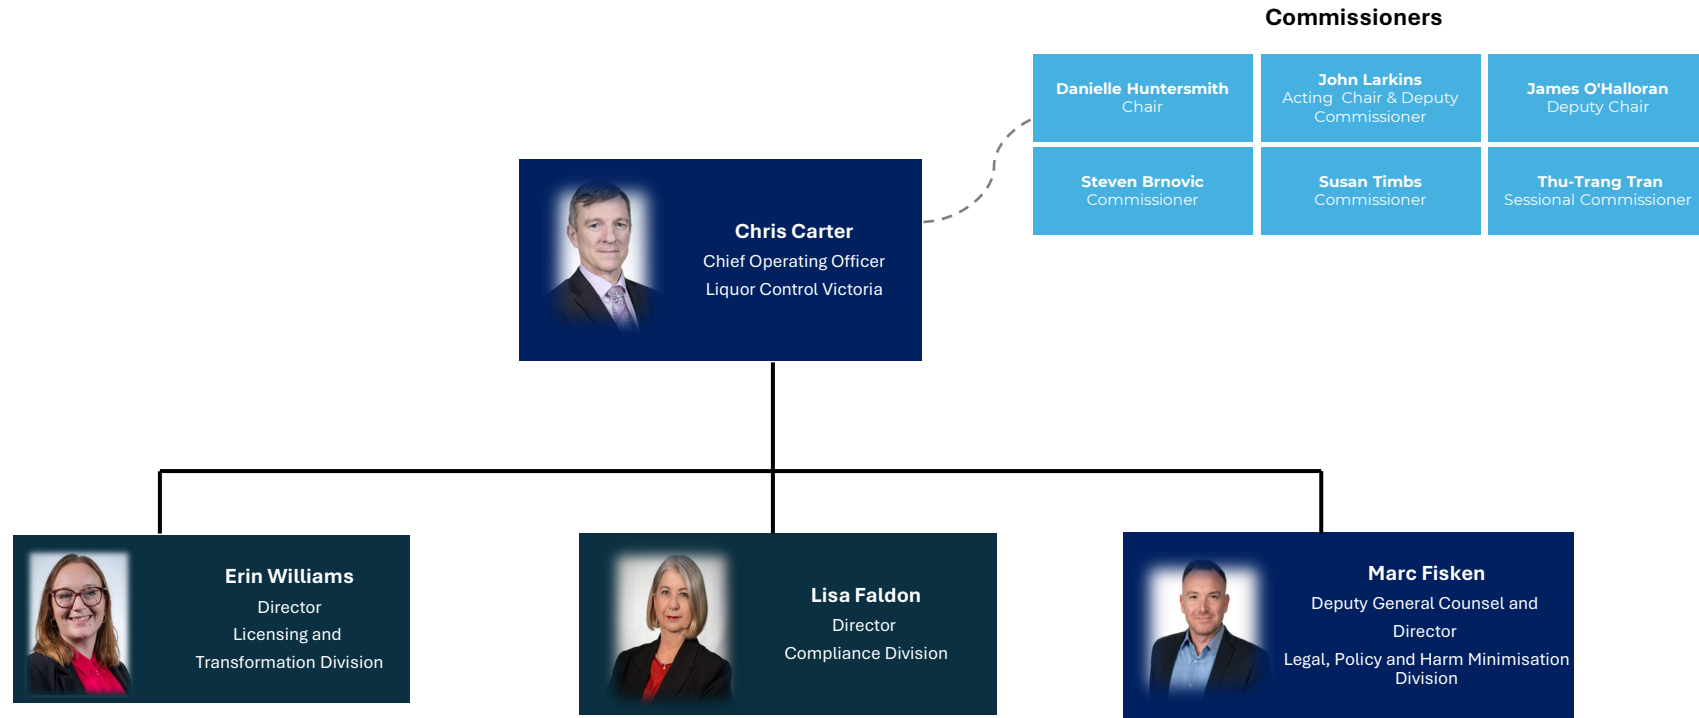 Commissioners
Danielle Huntersmith
Chair
John Larkins
Acting  Chair & Deputy
Commissioner
James O'Halloran
Deputy Chair
Steven Brnovic
Commissioner
Susan Timbs
Commissioner
Thu-Trang Tran
Sessional Commissioner
Chris Carter
Chief Operating Officer
Liquor Control Victoria
Erin Williams
Director
Licensing and
Transformation Division
Lisa Faldon
Director
Compliance Division
Marc Fisken
Deputy General Counsel and
Director
Legal, Policy and Harm Minimisation
Division